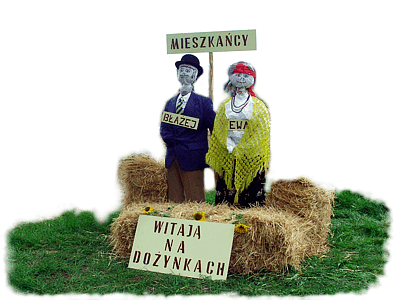 MIESZKAŃCY
BŁAŻEJ
EWA
WITAJĄ
NA
DOŻYNKACH